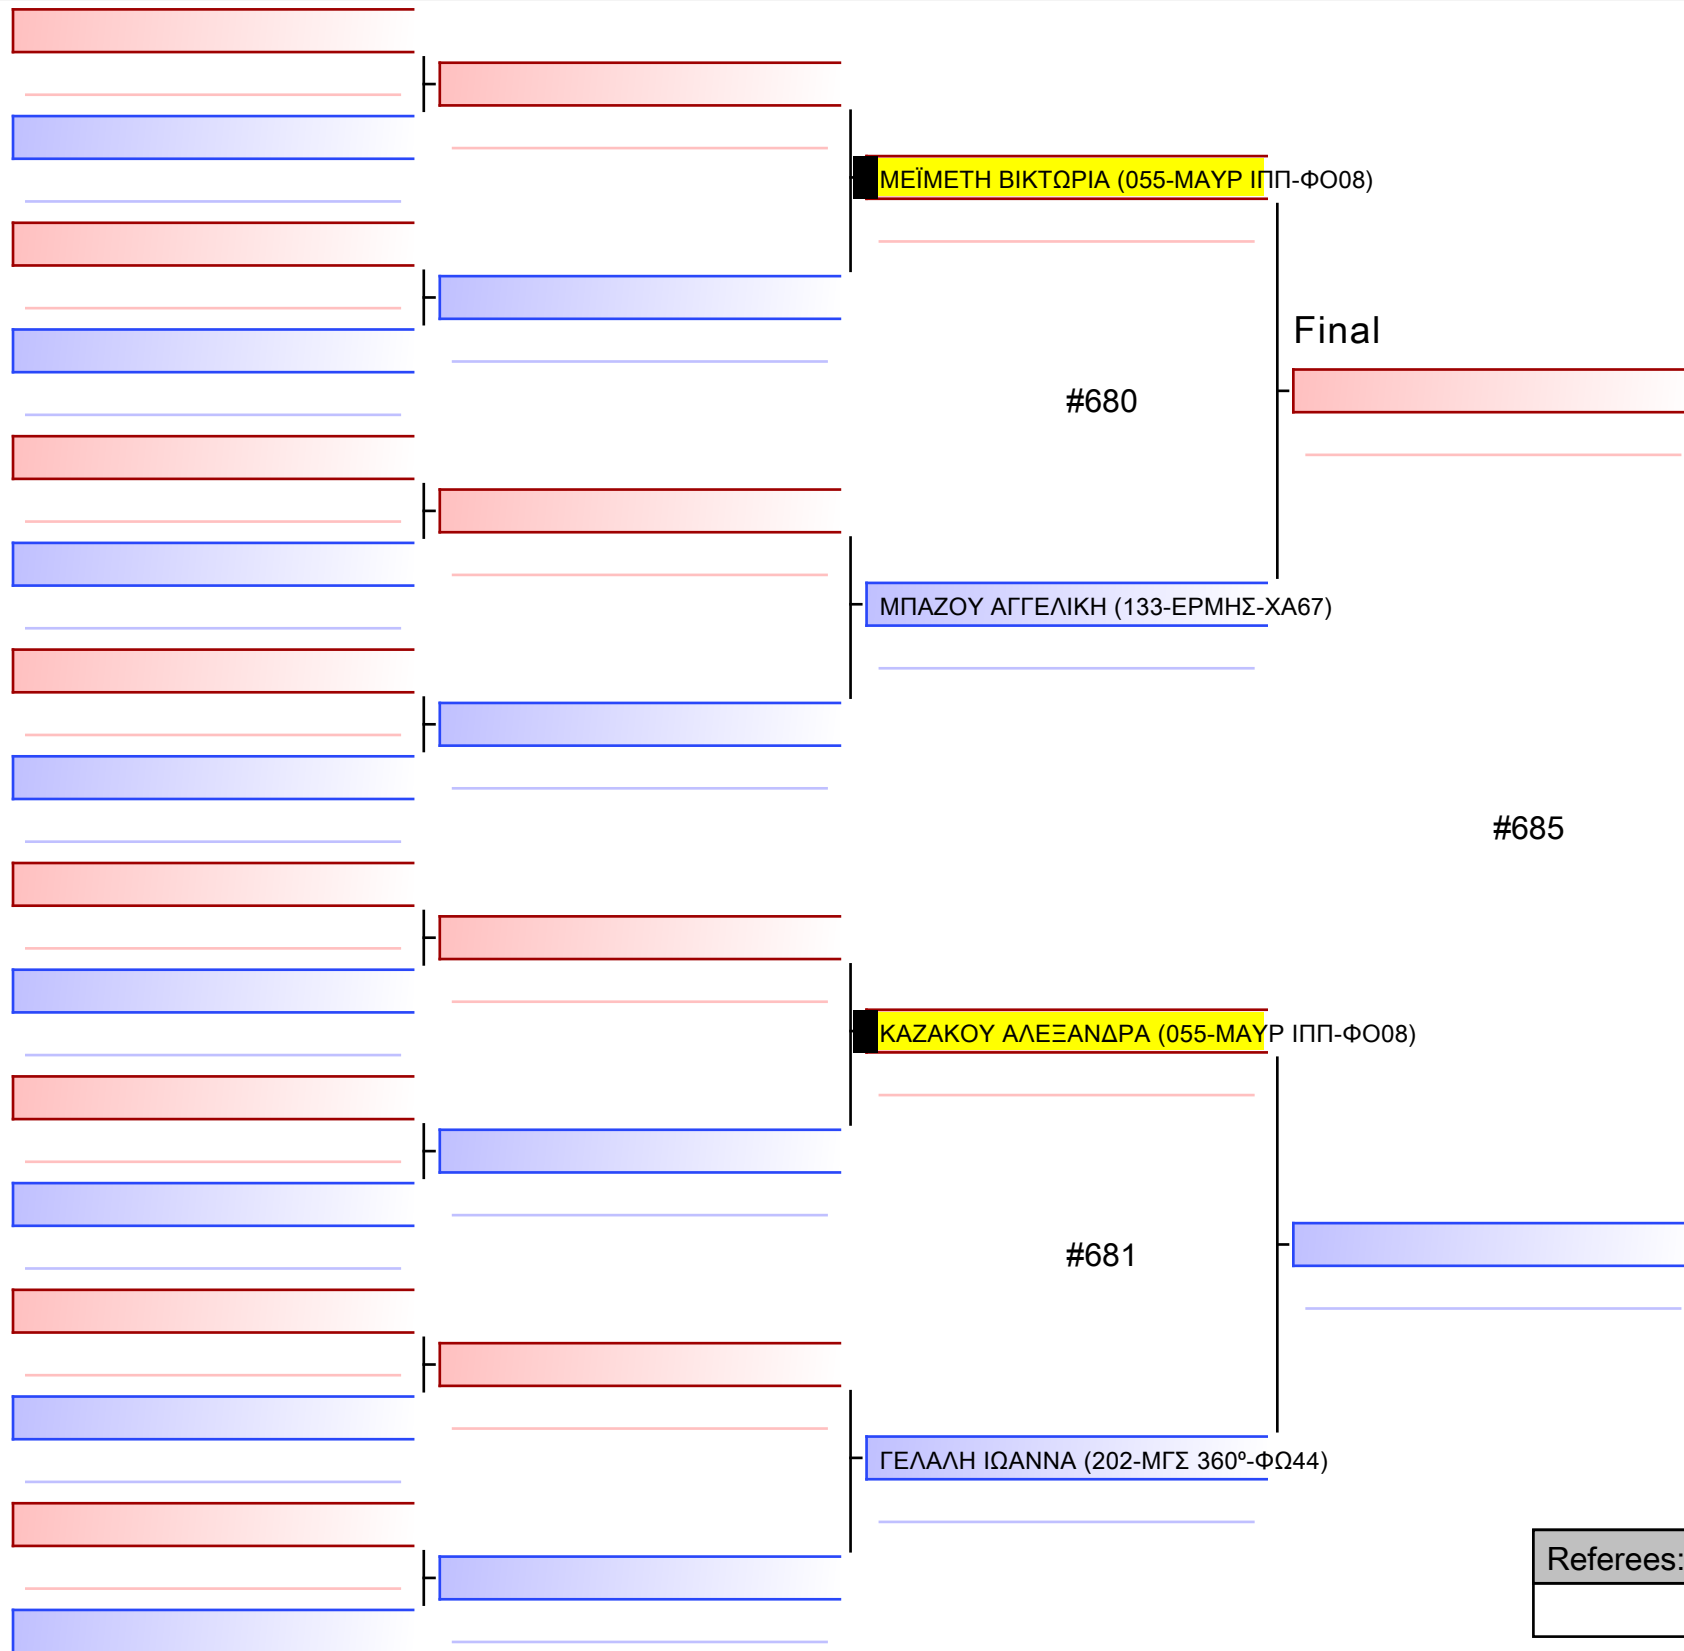 ΜΕΪΜΕΤΗ ΒΙΚΤΩΡΙΑ (055-ΜΑΥΡ ΙΠΠ-ΦΟ08)
Final
#680
ΜΠΑΖΟΥ ΑΓΓΕΛΙΚΗ (133-ΕΡΜΗΣ-ΧΑ67)
#685
ΚΑΖΑΚΟΥ ΑΛΕΞΑΝΔΡΑ (055-ΜΑΥΡ ΙΠΠ-ΦΟ08)
#681
ΓΕΛΑΛΗ ΙΩΑΝΝΑ (202-ΜΓΣ 360º-ΦΩ44)
Referees: